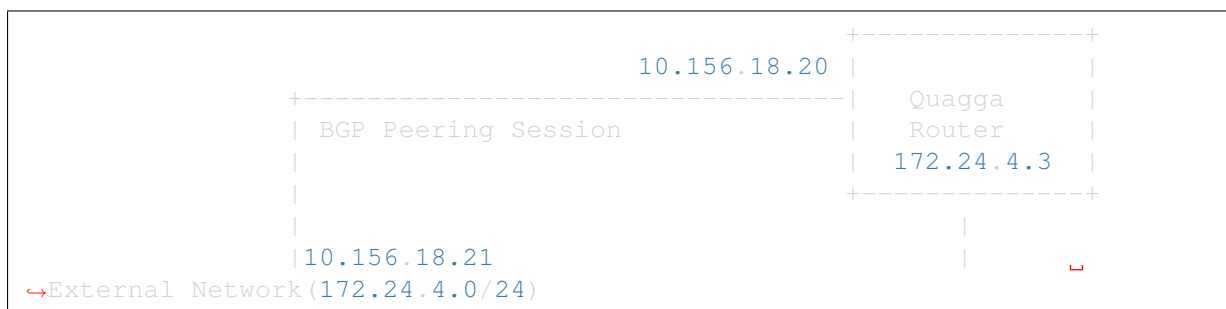 +--------------+
10.156.18.20 |              |
+----------------------------------|   Quagga     |
| BGP Peering Session              |   Router     |
|                                  |  172.24.4.3  |
|                                  +--------------+
|                                         |
|10.156.18.21                             |      ␣
↪External Network(172.24.4.0/24)